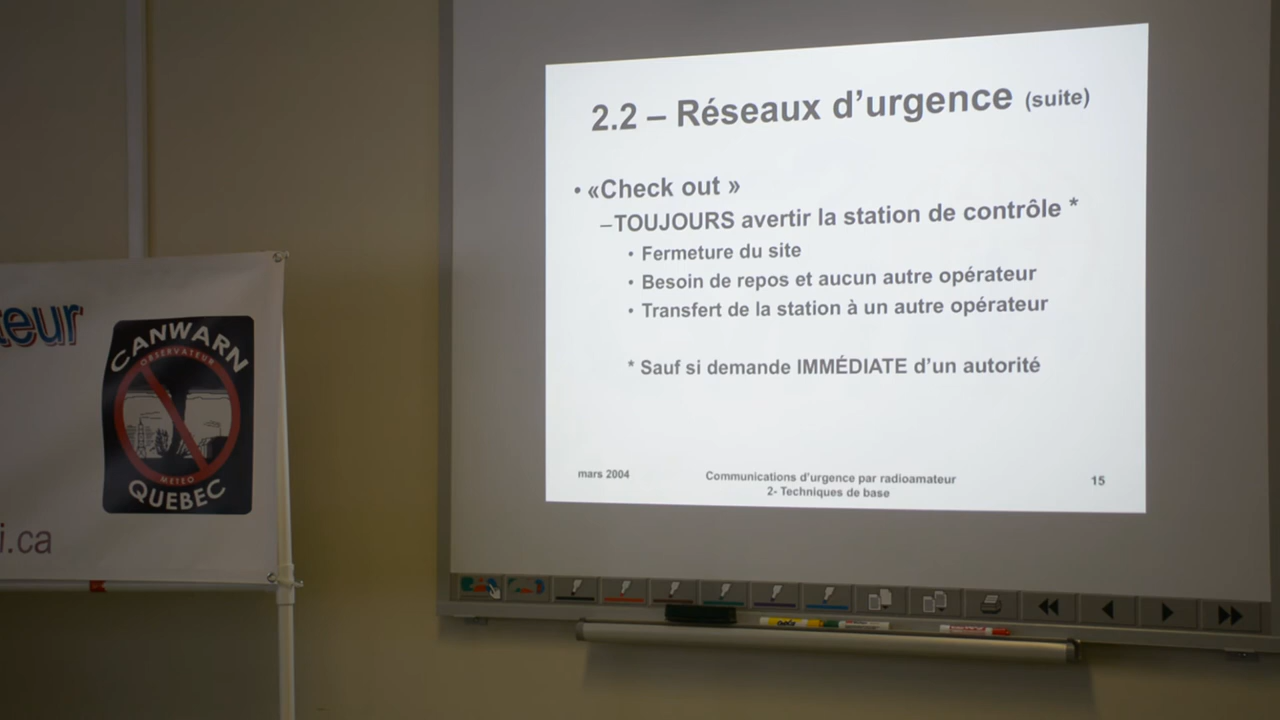 2.2 – Réseaux d’urgence (suite)
• «Check out »
–TOUJOURS avertir la station de contrôle *
• Fermeture du site
• Besoin de repos et aucun autre opérateur
• Transfert de la station à un autre opérateur
* Sauf si demande IMMÉDIATE d’un autorité
mars 2004
Communications d’urgence par radioamateur
2- Techniques de base
15
teur
CANWARN
OBSERVATEUR
METEO
QUEBEC
i.ca